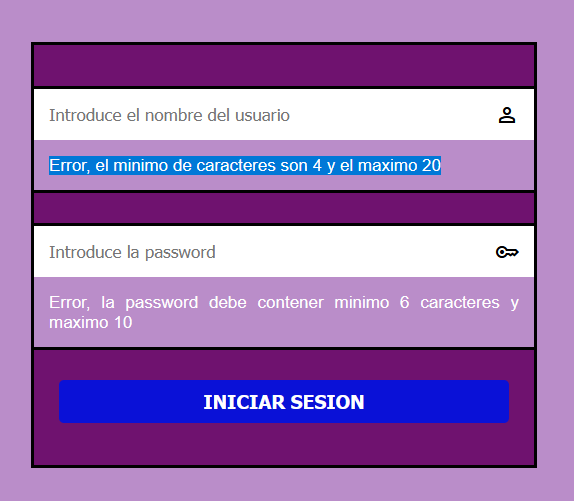 Introduce el nombre del usuario
Error, el minimo de caracteres son 4 y el maximo 20
Introduce la password
Error, la password debe contener minimo 6 caracteres y
maximo 10
INICIAR SESION